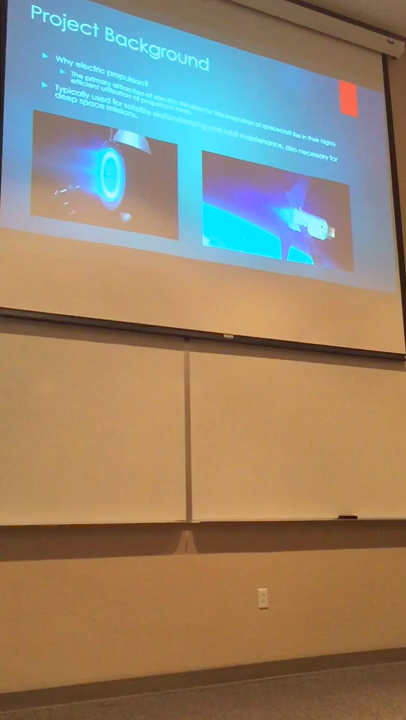 Project Background
Why electric propulsion?
The primary attraction of electric thrusters for the propulsion of spacecraft lies in their highly
efficient utilization of propellant mass
Typically used for satellite station-keeping and orbit maintenance, also necessary for
deep space missions.